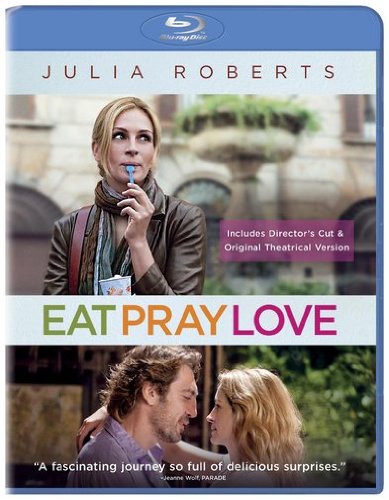 Blu-ray Disc
JULIA ROBERTS
Includes Director's Cut &
Original Theatrical Version
EAT PRAY LOVE
“A fascinating journey so full of delicious surprises.”
-Jeanne Wolf, PARADE